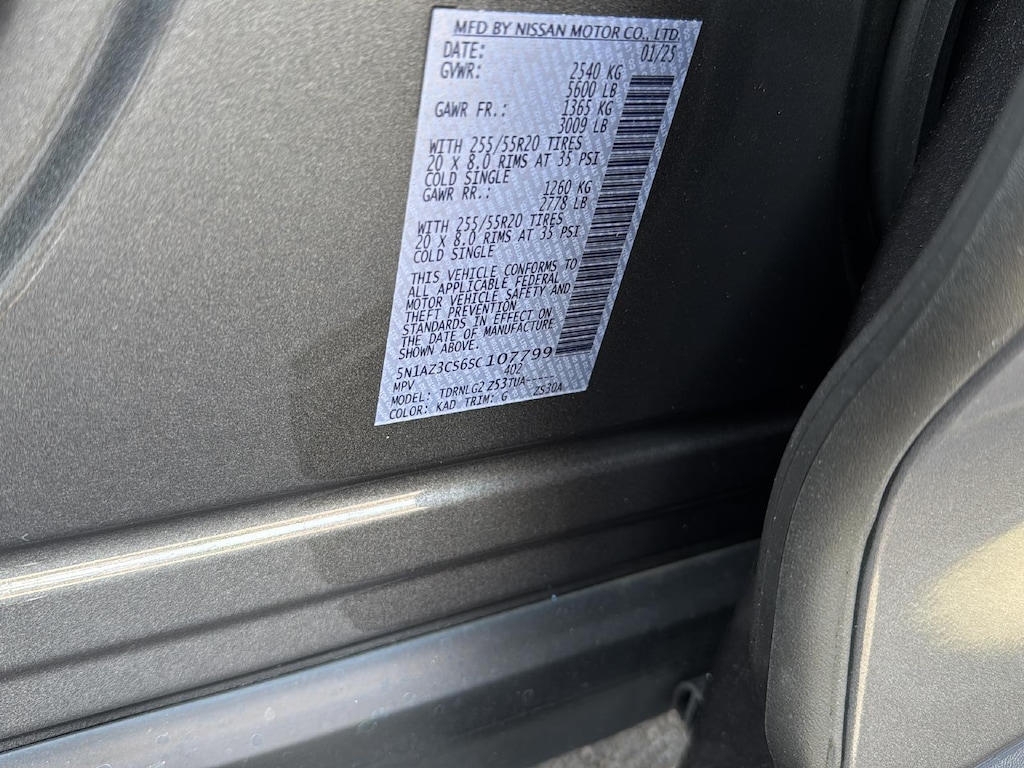 MFD BY NISSAN MOTOR CO., LTD.
DATE: 01/25
GVWR: 2540 KG
5600 LB
GAWR FR.: 1365 KG
3009 LB
WITH 255/55R20 TIRES
20 X 8.0 RIMS AT 35 PSI
COLD SINGLE
GAWR RR.: 1260 KG
2778 LB
WITH 255/55R20 TIRES
20 X 8.0 RIMS AT 35 PSI
COLD SINGLE
THIS VEHICLE CONFORMS TO
ALL APPLICABLE FEDERAL
MOTOR VEHICLE SAFETY AND
THEFT PREVENTION
STANDARDS IN EFFECT ON
THE DATE OF MANUFACTURE
SHOWN ABOVE.
5N1AZ3CS6SC107799
MPV 402
MODEL: TDRNLG2 Z53TUA-----
COLOR: KAD TRIM: G ZS30A